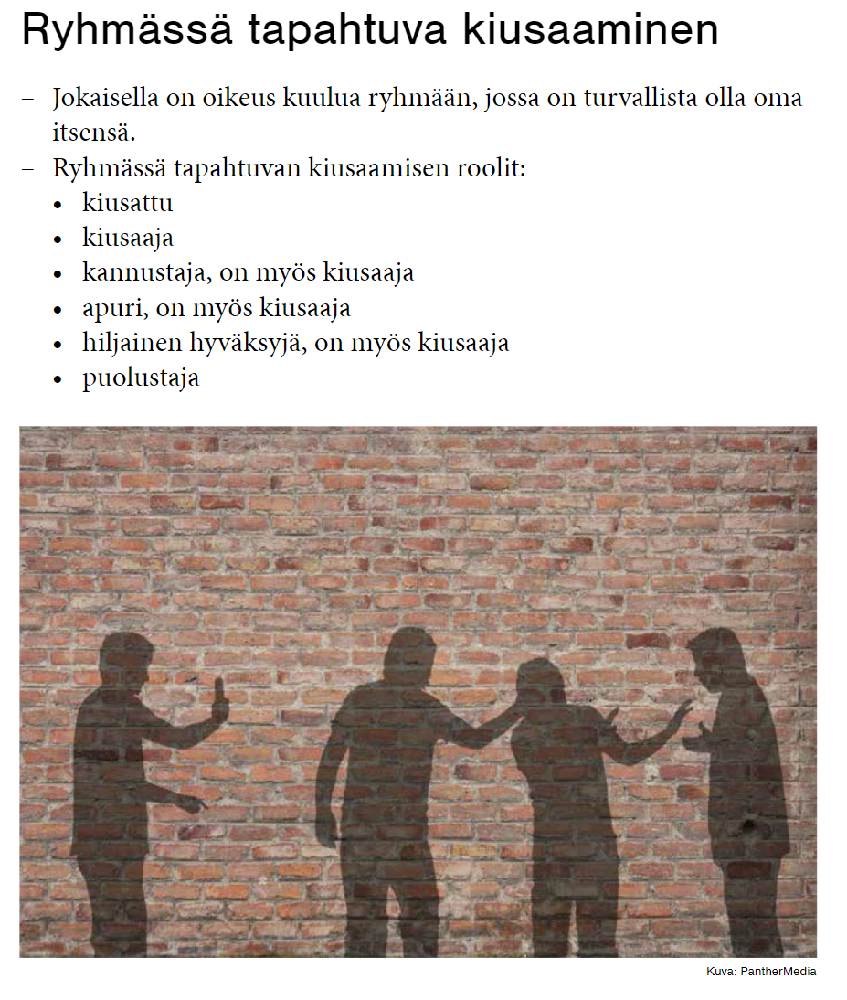 Ryhmässä tapahtuva kiusaaminen
– Jokaisella on oikeus kuulua ryhmään, jossa on turvallista olla oma
itsensä.
– Ryhmässä tapahtuvan kiusaamisen roolit:
• kiusattu
• kiusaaja
• kannustaja, on myös kiusaaja
• apuri, on myös kiusaaja
• hiljainen hyväksyjä, on myös kiusaaja
• puolustaja
Kuva: PantherMedia